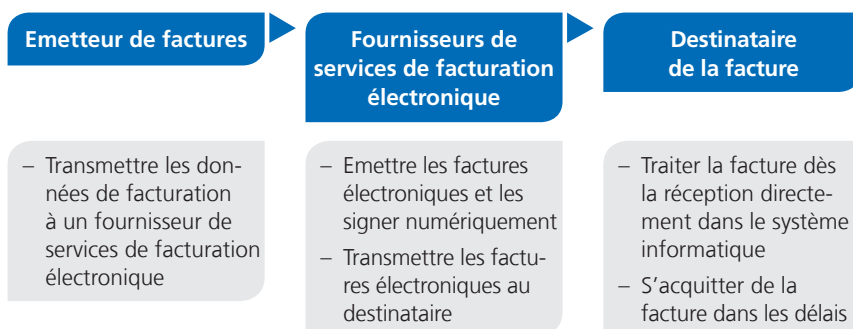 Emetteur de factures
Fournisseurs de
services de facturation
électronique
Destinataire
de la facture
– Transmettre les don-
nées de facturation
à un fournisseur de
services de facturation
électronique
– Emettre les factures
électroniques et les
signer numériquement
– Transmettre les factu-
res électroniques au
destinataire
– Traiter la facture dès
la réception directe-
ment dans le système
informatique
– S’acquitter de la
facture dans les délais